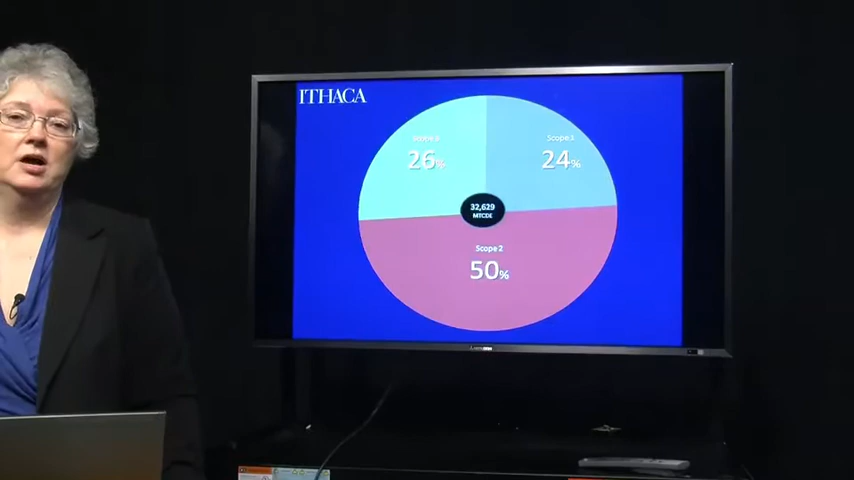 ITHACA
Scope 3
26%
Scope 1
24%
32,629
MTCDE
Scope 2
50%